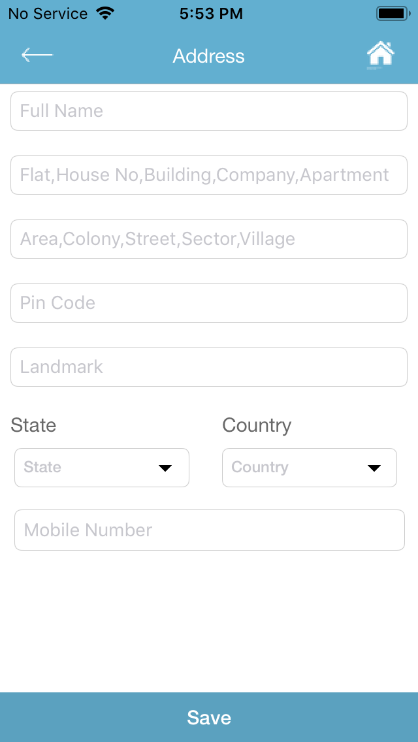 No Service 5:53 PM
Address
Full Name
Flat,House No,Building,Company,Apartment
Area,Colony,Street,Sector,Village
Pin Code
Landmark
State Country
State Country
Mobile Number
Save